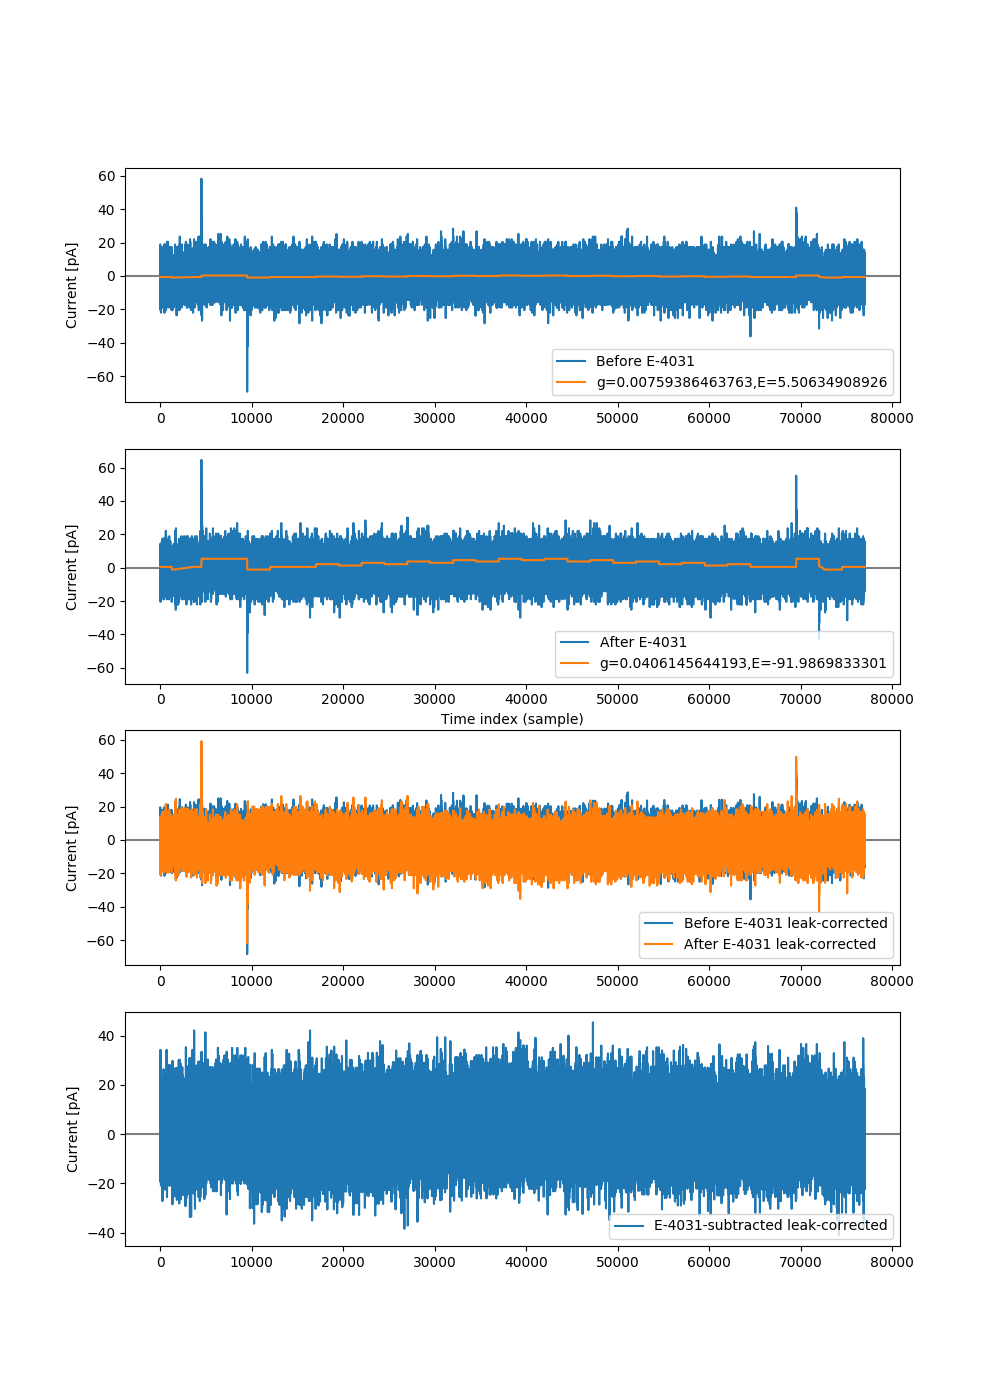 60
40
20
0
−20
−40
−60
Current [pA]
Before E-4031
g=0.00759386463763,E=5.50634908926
0 10000 20000 30000 40000 50000 60000 70000 80000
60
40
20
0
−20
−40
−60
Current [pA]
After E-4031
g=0.0406145644193,E=-91.9869833301
0 10000 20000 30000 40000 50000 60000 70000 80000
Time index (sample)
60
40
20
0
−20
−40
−60
Current [pA]
Before E-4031 leak-corrected
After E-4031 leak-corrected
0 10000 20000 30000 40000 50000 60000 70000 80000
40
20
0
−20
−40
Current [pA]
E-4031-subtracted leak-corrected
0 10000 20000 30000 40000 50000 60000 70000 80000